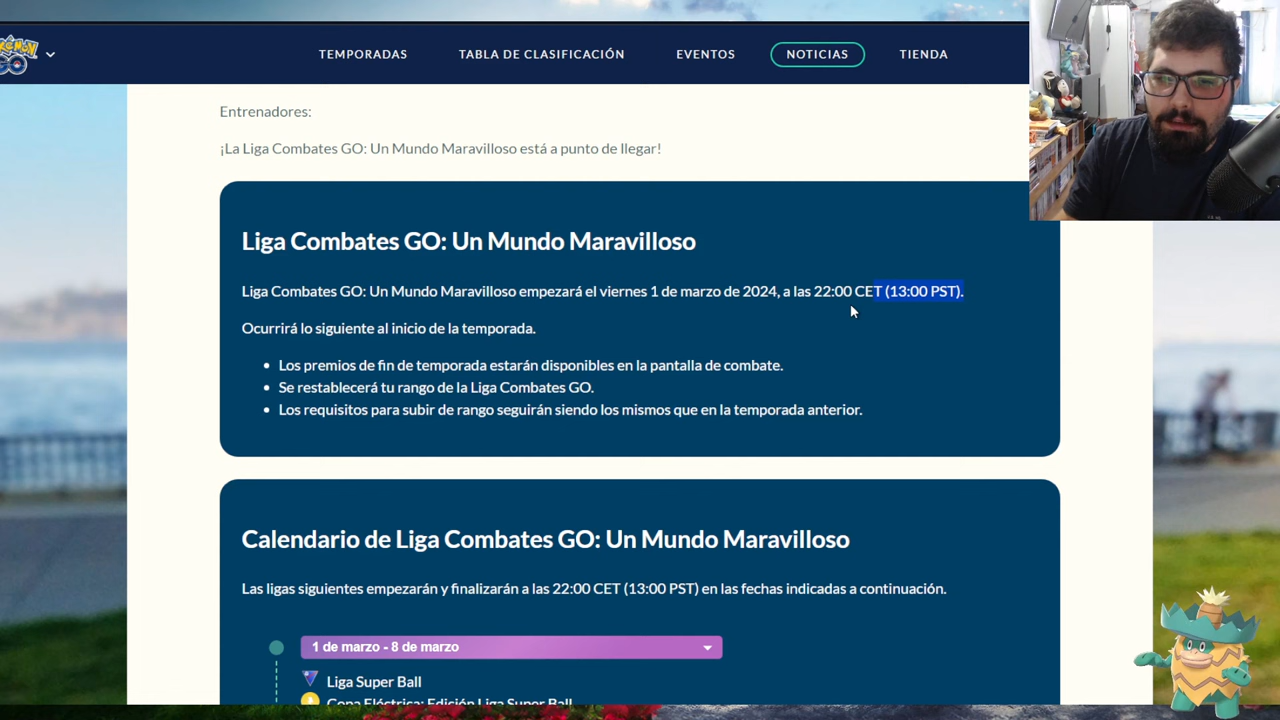 TEMPORADAS
TABLA DE CLASIFICACIÓN
EVENTOS
NOTICIAS
TIENDA
Entrenadores:
¡La Liga Combates GO: Un Mundo Maravilloso está a punto de llegar!
Liga Combates GO: Un Mundo Maravilloso
Liga Combates GO: Un Mundo Maravilloso empezará el viernes 1 de marzo de 2024, a las 22:00 CET (13:00 PST).
Ocurrirá lo siguiente al inicio de la temporada.
Los premios de fin de temporada estarán disponibles en la pantalla de combate.
Se restablecerá tu rango de la Liga Combates GO.
Los requisitos para subir de rango seguirán siendo los mismos que en la temporada anterior.
Calendario de Liga Combates GO: Un Mundo Maravilloso
Las ligas siguientes empezarán y finalizarán a las 22:00 CET (13:00 PST) en las fechas indicadas a continuación.
1 de marzo - 8 de marzo
Liga Super Ball
Copa Eléctrica: Edición Liga Super Ball